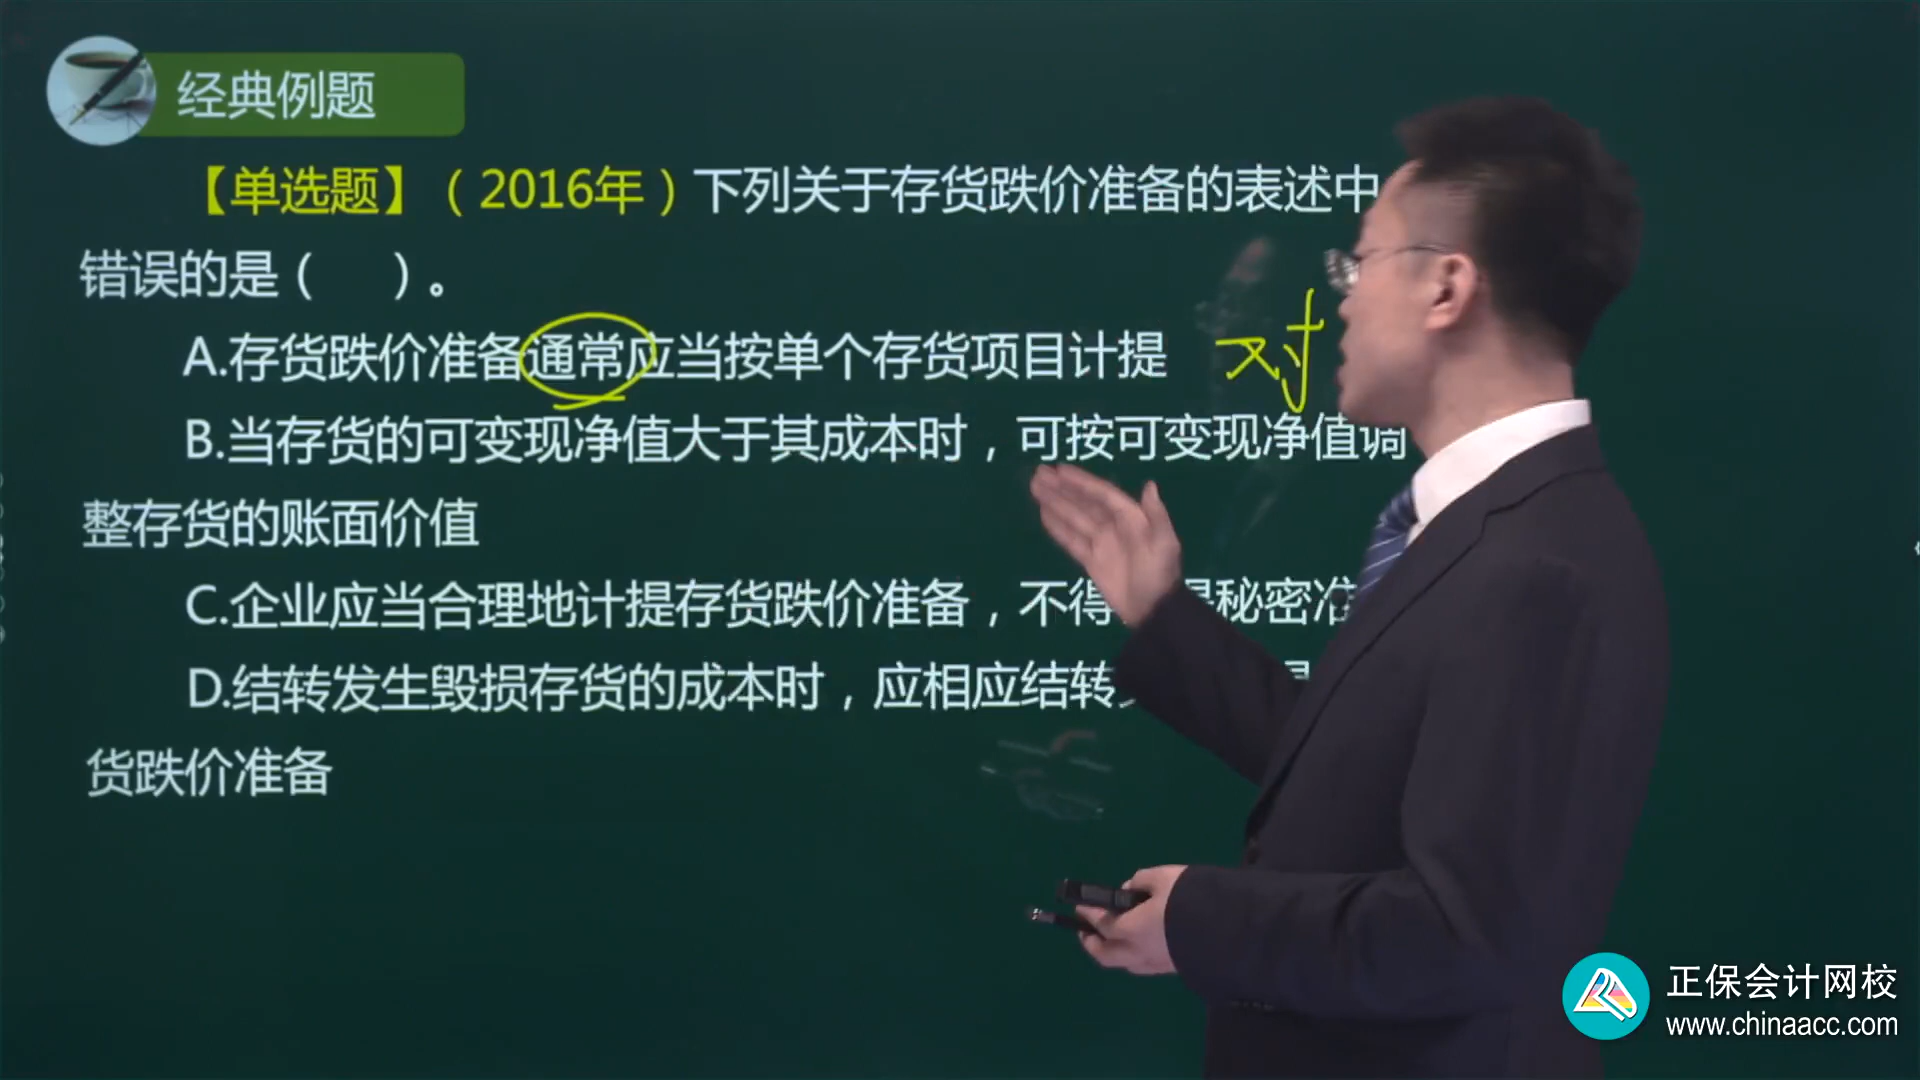 经典例题
【单选题】（2016年）下列关于存货跌价准备的表述中
错误的是（　　）。
A.存货跌价准备通常应当按单个存货项目计提 对
B.当存货的可变现净值大于其成本时，可按可变现净值调
整存货的账面价值
C.企业应当合理地计提存货跌价准备，不得 秘密准
D.结转发生毁损存货的成本时，应相应结转
货跌价准备
正保会计网校
www.chinaacc.com